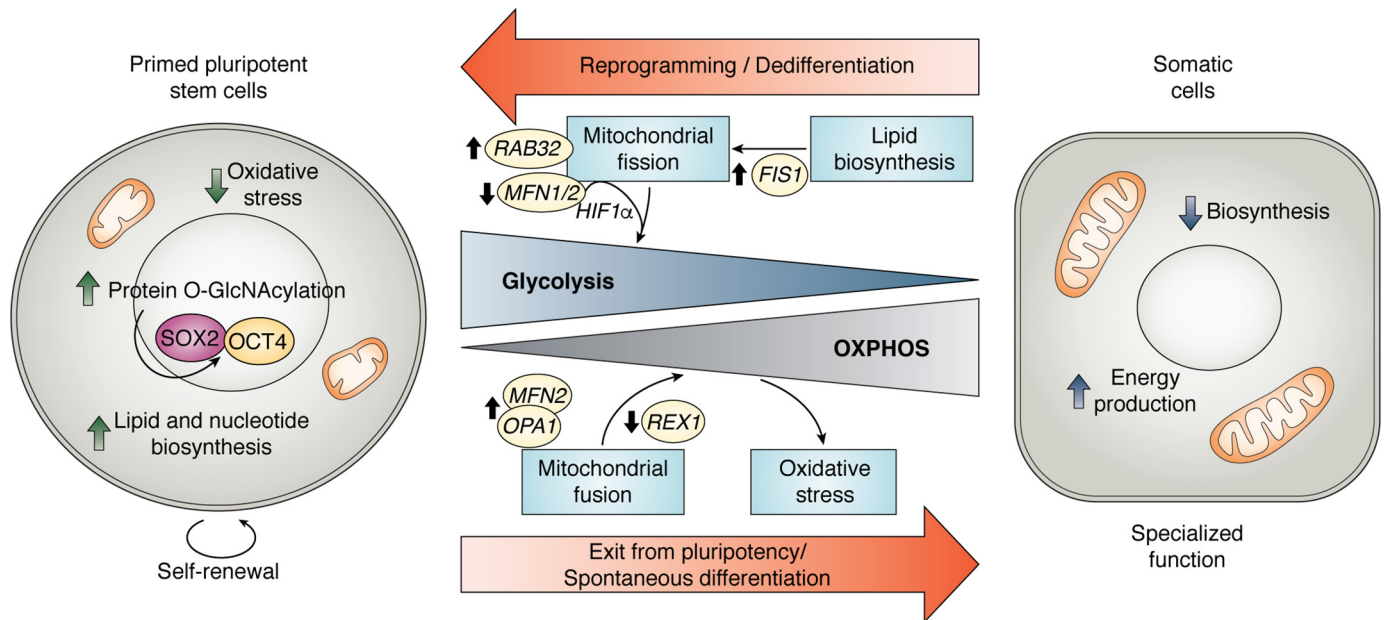 Primed pluripotent
stem cells
Oxidative
stress
Protein O-GlcNAcylation
SOX2
OCT4
Lipid and nucleotide
biosynthesis
Self-renewal
Reprogramming / Dedifferentiation
RAB32
MFN1/2
Mitochondrial
fission
HIF1α
FIS1
Lipid
biosynthesis
Glycolysis
OXPHOS
MFN2
OPA1
REX1
Mitochondrial
fusion
Oxidative
stress
Exit from pluripotency/
Spontaneous differentiation
Somatic
cells
Biosynthesis
Energy
production
Specialized
function